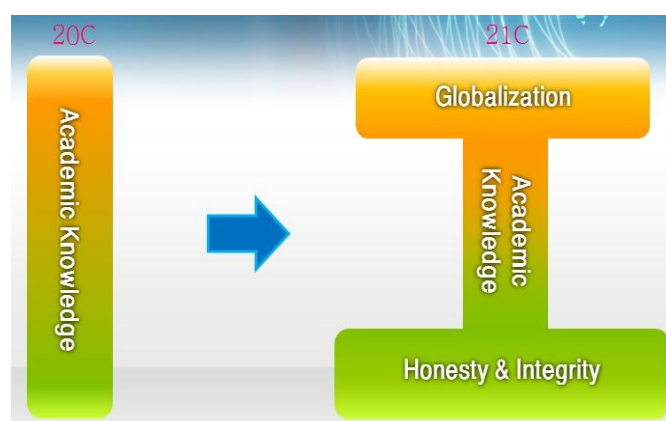 20C
21C
Academic Knowledge
Globalization
Academic
Knowledge
Honesty & Integrity